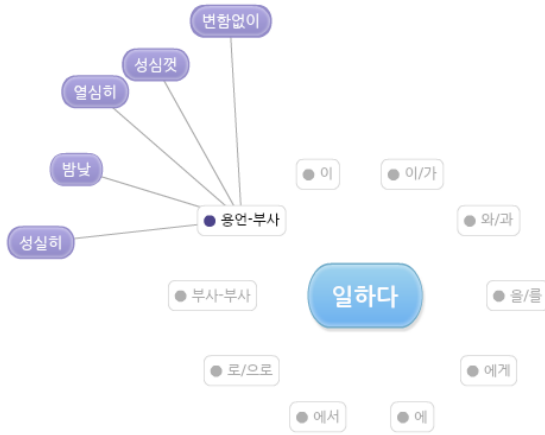 변함없이
성심껏
열심히
밤낮
성실히
용언-부사
이
이/가
와/과
부사-부사
일하다
을/를
로/으로
에게
에서
에